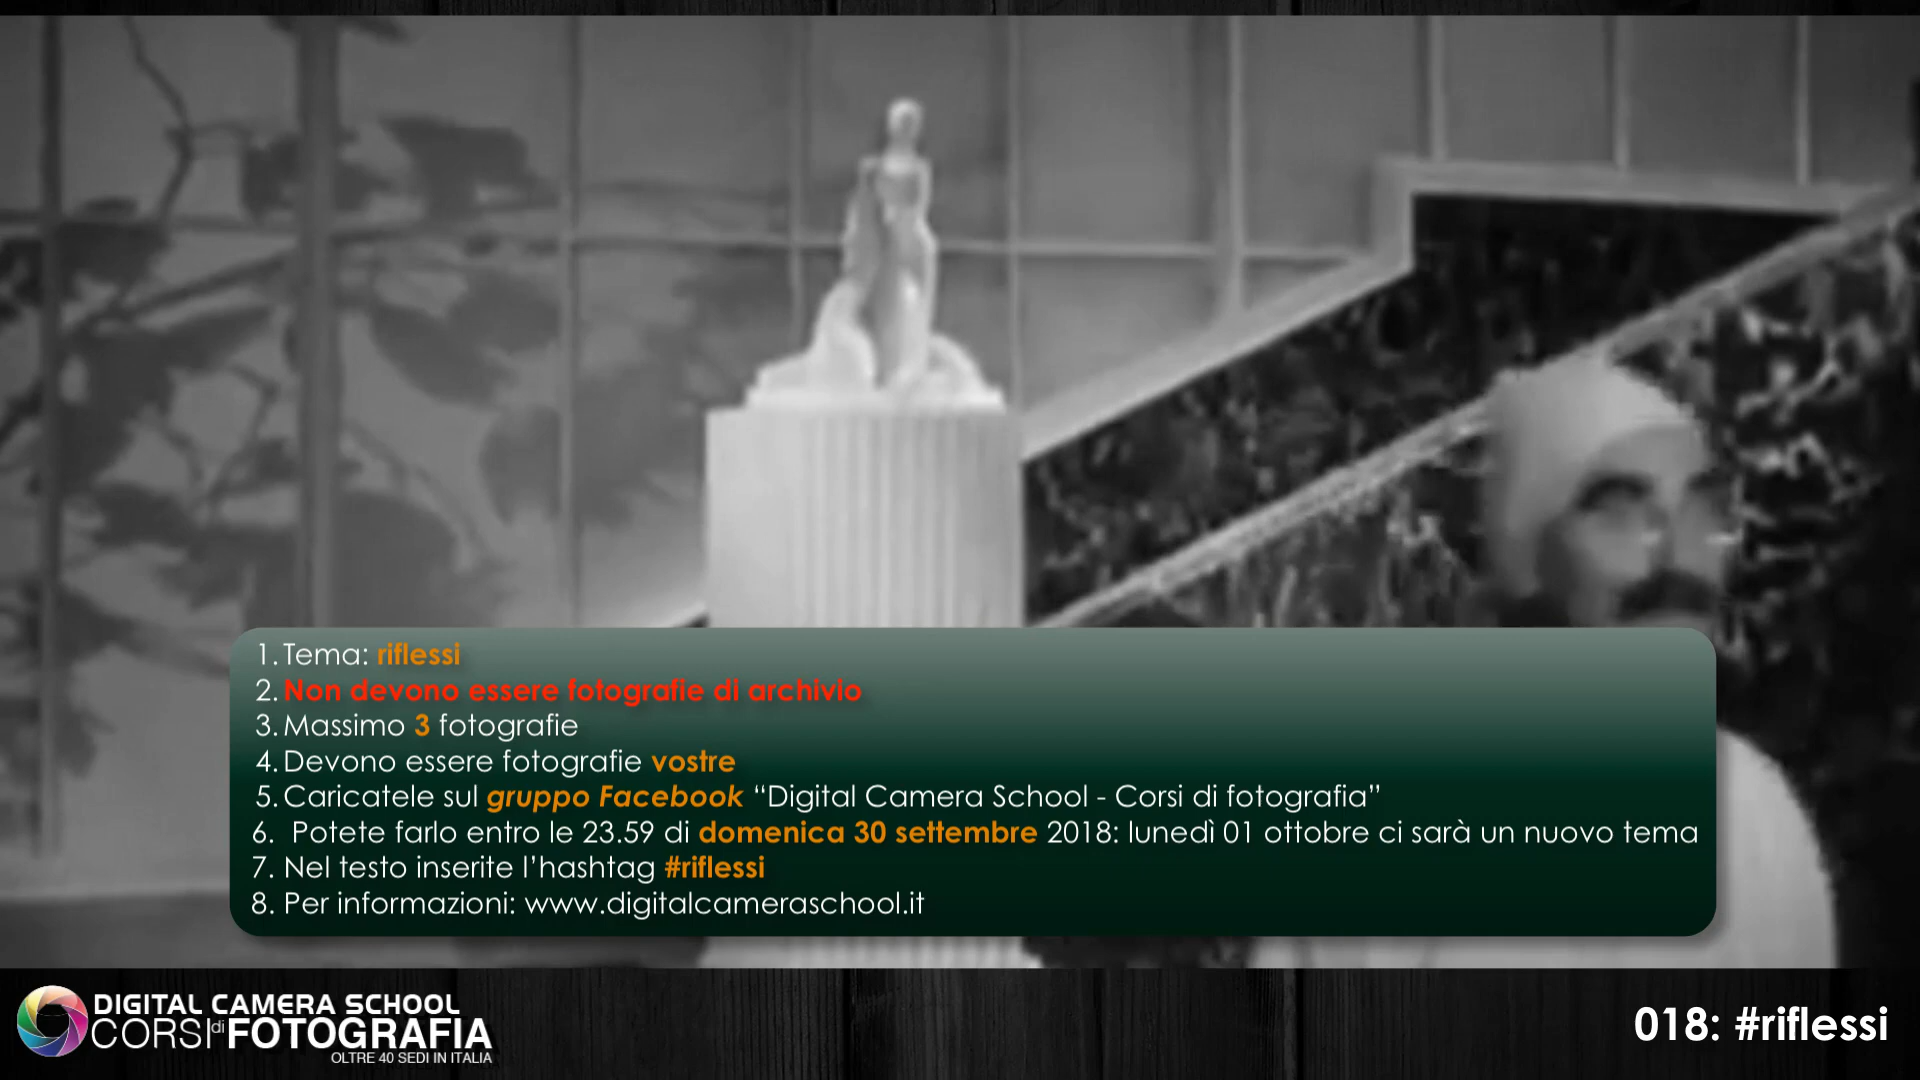 1. Tema: riflessi
2. Non devono essere fotografie di archivio
3. Massimo 3 fotografie
4. Devono essere fotografie vostre
5. Caricatele sul gruppo Facebook “Digital Camera School - Corsi di fotografia”
6. Potete farlo entro le 23.59 di domenica 30 settembre 2018: lunedì 01 ottobre ci sarà un nuovo tema
7. Nel testo inserite l’hashtag #riflessi
8. Per informazioni: www.digitalcameraschool.it
DIGITAL CAMERA SCHOOL
CORSI di FOTOGRAFIA
OLTRE 40 SEDI IN ITALIA
018: #riflessi